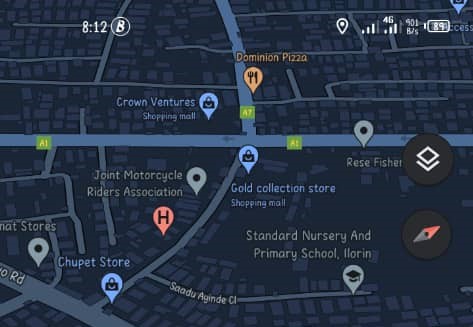 8:12 B 4G 4G 901 B/s 89
ccess
Dominion Pizza
Crown Ventures
Shopping mall
A7
A1
A1
Rese Fisher
Joint Motorcycle
Riders Association
Gold collection store
Shopping mall
H
nat Stores
Standard Nursery And
Primary School, Ilorin
Chupet Store
o Rd
Saadu Ayinde Cl